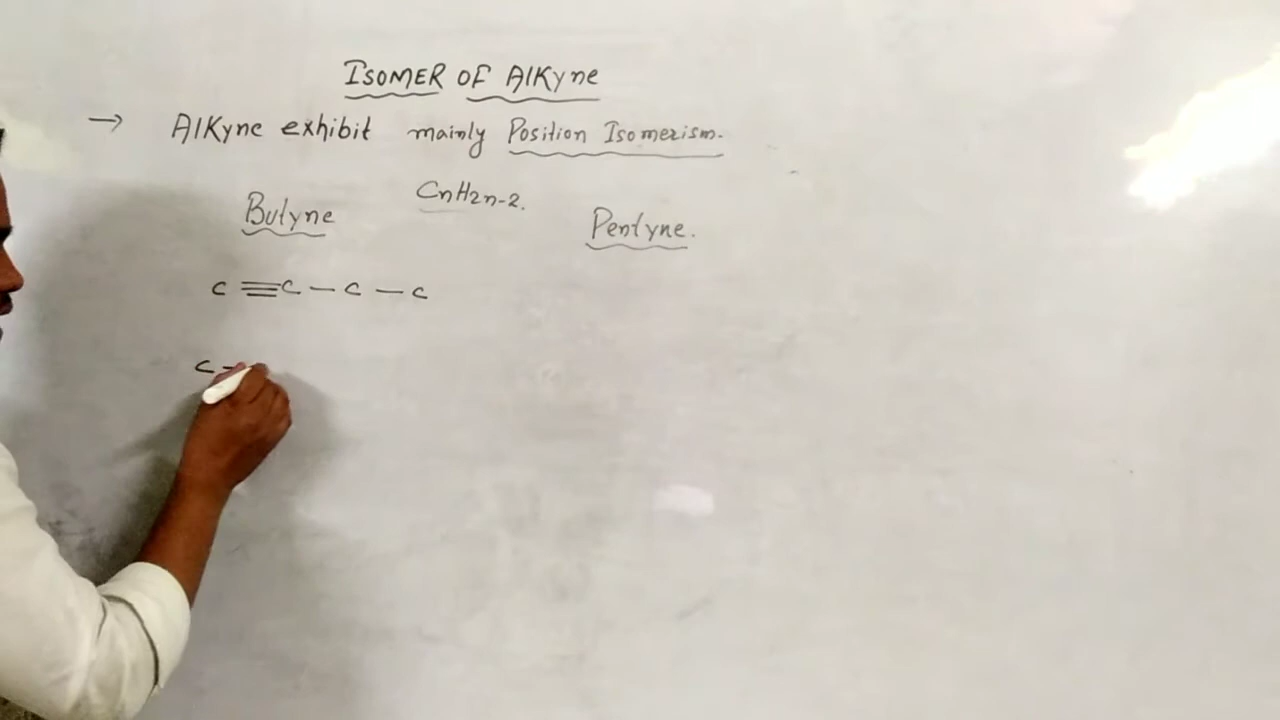 ISOMER OF AlKyne
→ AlKyne exhibit mainly Position Isomerism.
CnH2n-2.
Butyne
Pentyne.
C ≡ C — C — C
C -